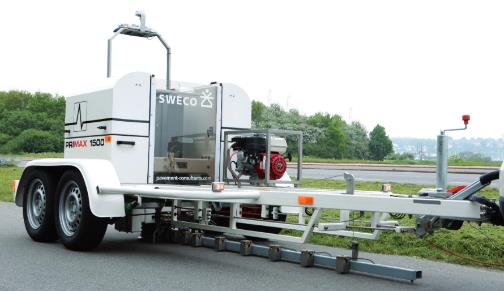 SWECO
PRIMAX 1500
pavement-consultants.com